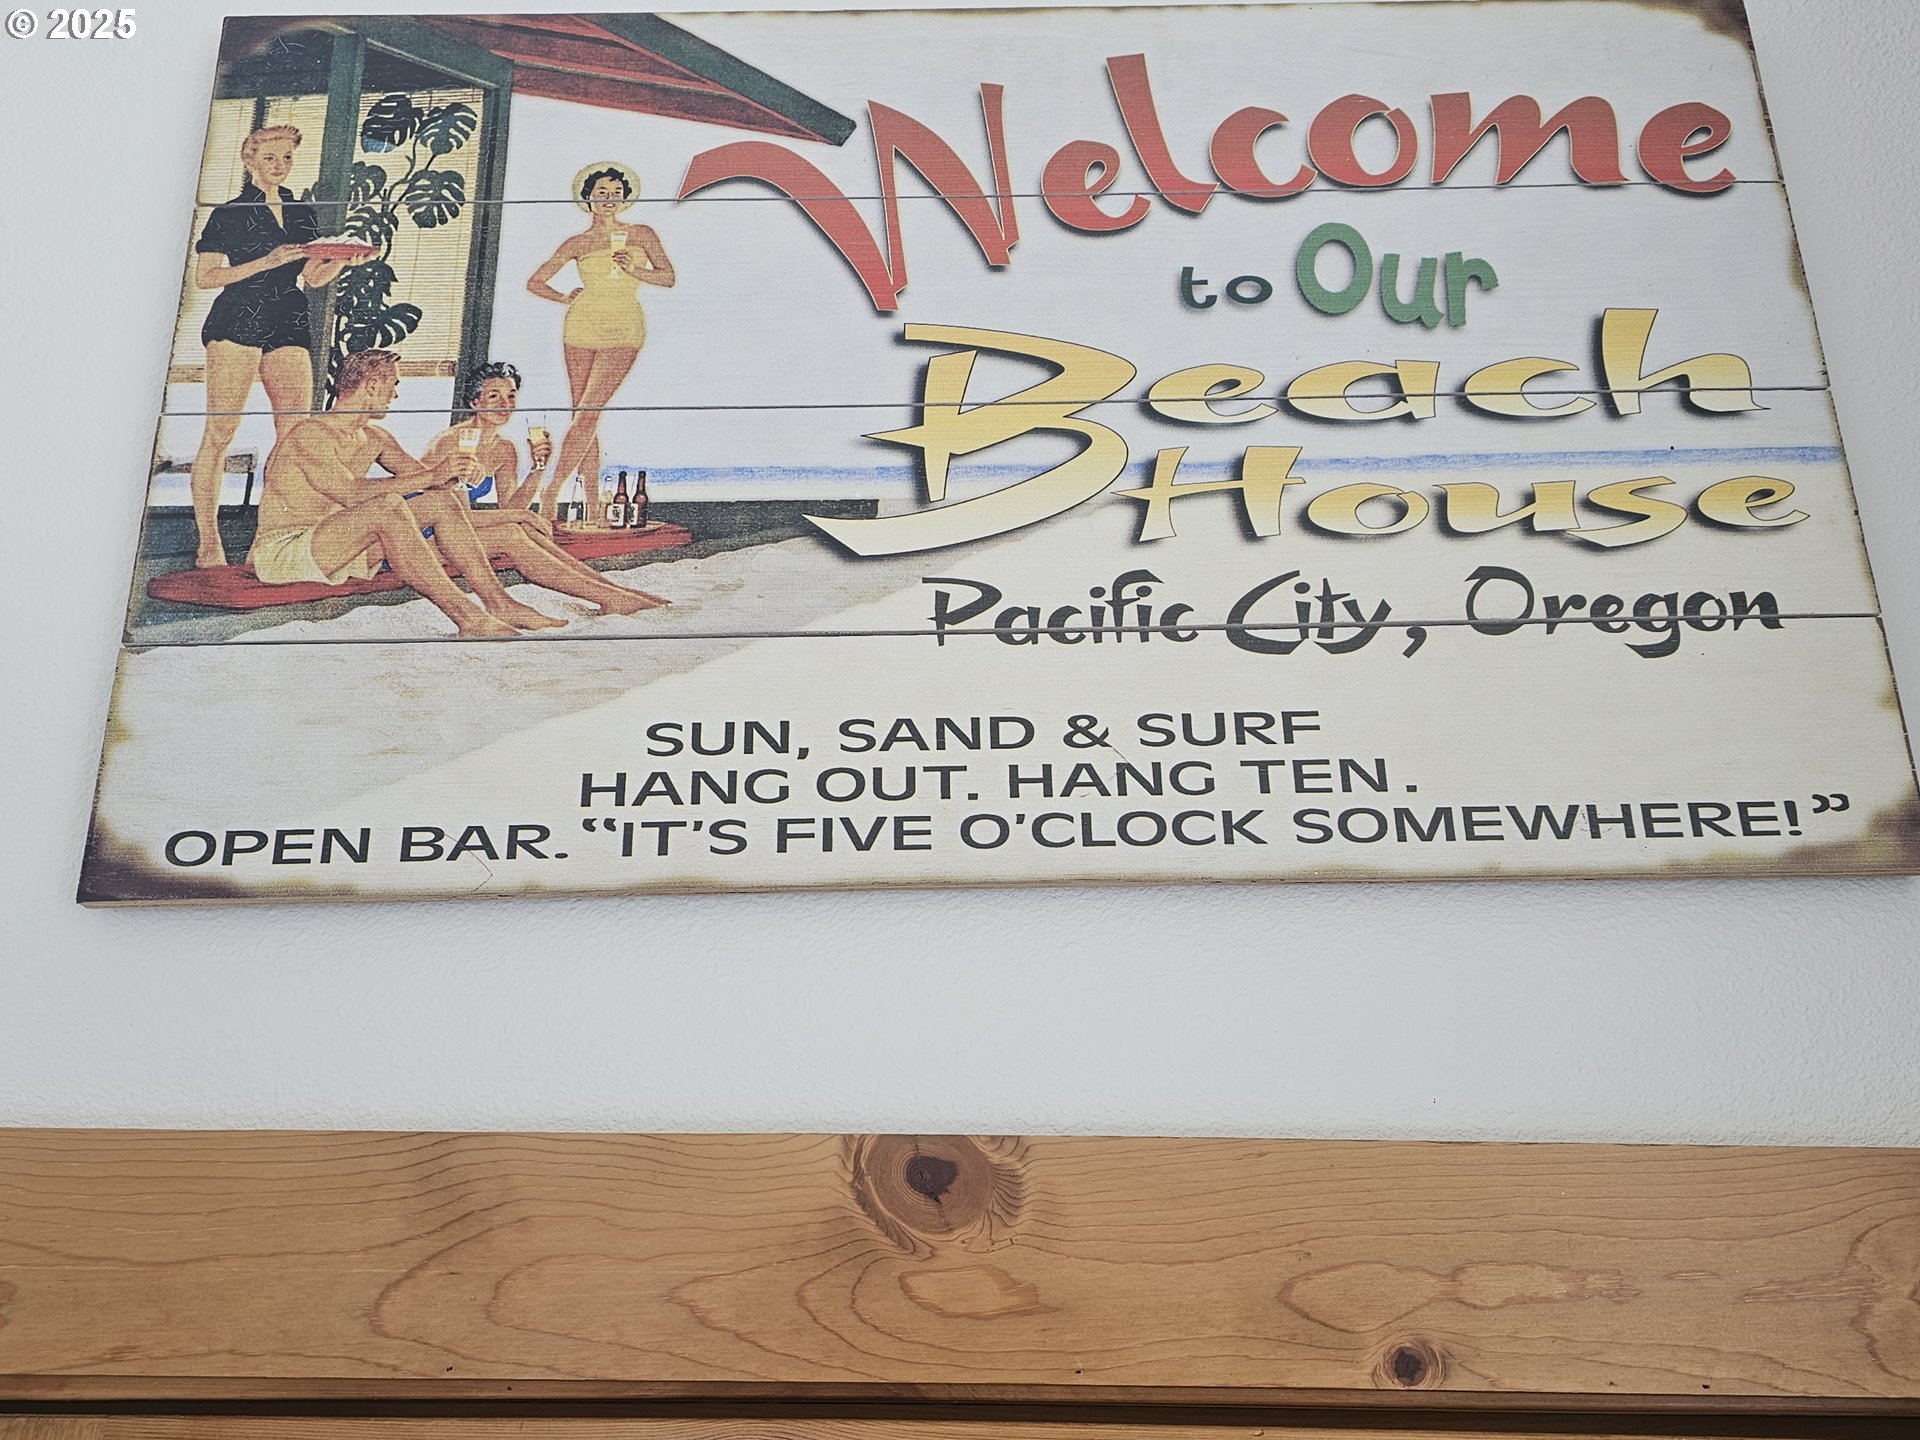 © 2025
Welcome
to Our
Beach
House
Pacific City, Oregon
SUN, SAND & SURF
HANG OUT. HANG TEN.
OPEN BAR. “IT'S FIVE O'CLOCK SOMEWHERE!”